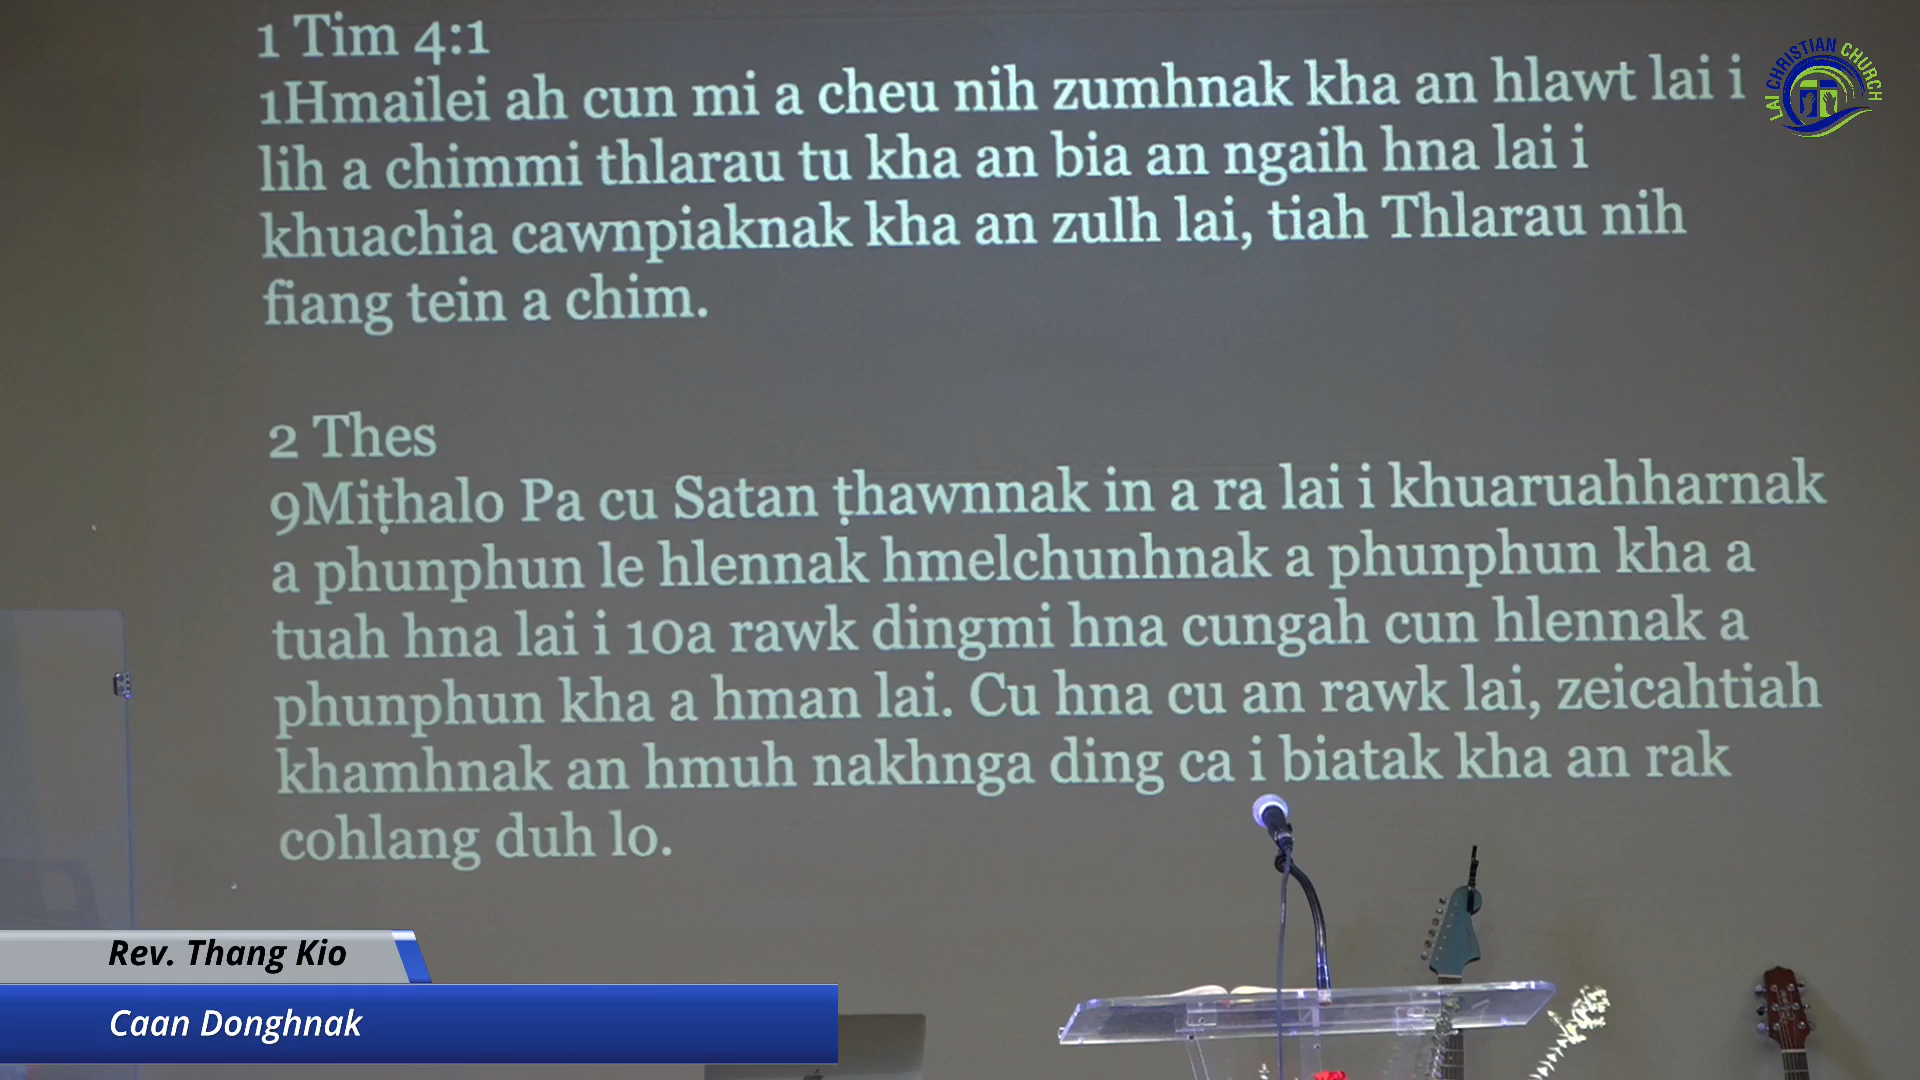 1 Tim 4:1
1Hmailei ah cun mi a cheu nih zumhnak kha an hlawt lai i
lih a chimmi thlarau tu kha an bia an ngaih hna lai i
khuachia cawnpiaknak kha an zulh lai, tiah Thlarau nih
fiang tein a chim.
2 Thes
9Miṭhalo Pa cu Satan ṭhawnnak in a ra lai i khuaruahharnak
a phunphun le hlennak hmelchunhnak a phunphun kha a
tuah hna lai i 10a rawk dingmi hna cungah cun hlennak a
phunphun kha a hman lai. Cu hna cu an rawk lai, zeicahtiah
khamhnak an hmuh nakhnga ding ca i biatak kha an rak
cohlang duh lo.
LAI CHRISTIAN CHURCH
Rev. Thang Kio
Caan Donghnak